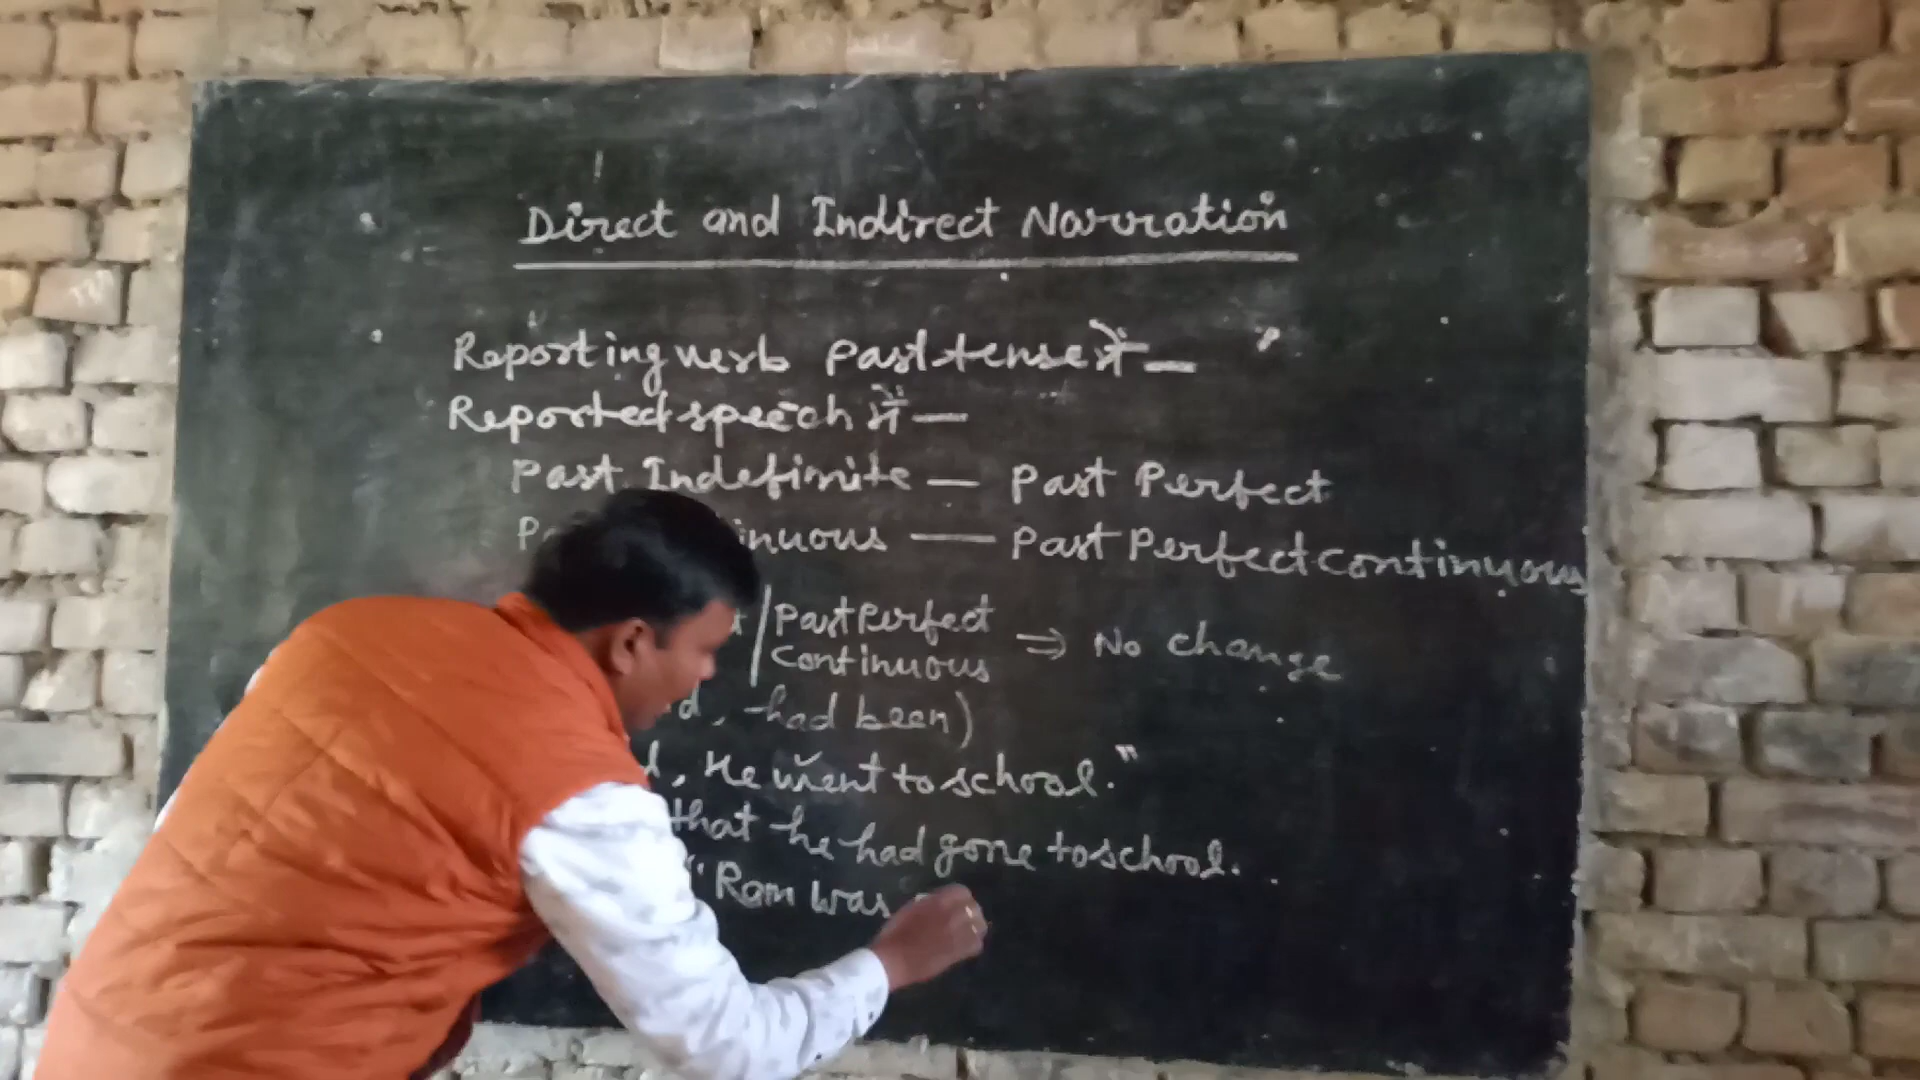 Direct and Indirect Narration
Reporting verb Past tense में —
Reported speech में —
Past Indefinite — Past Perfect
— Past Perfect continuous
Past Perfect
Continuous ⇒ No change
, had been)
, He went to school."
that he had gone to school.
"Ram was